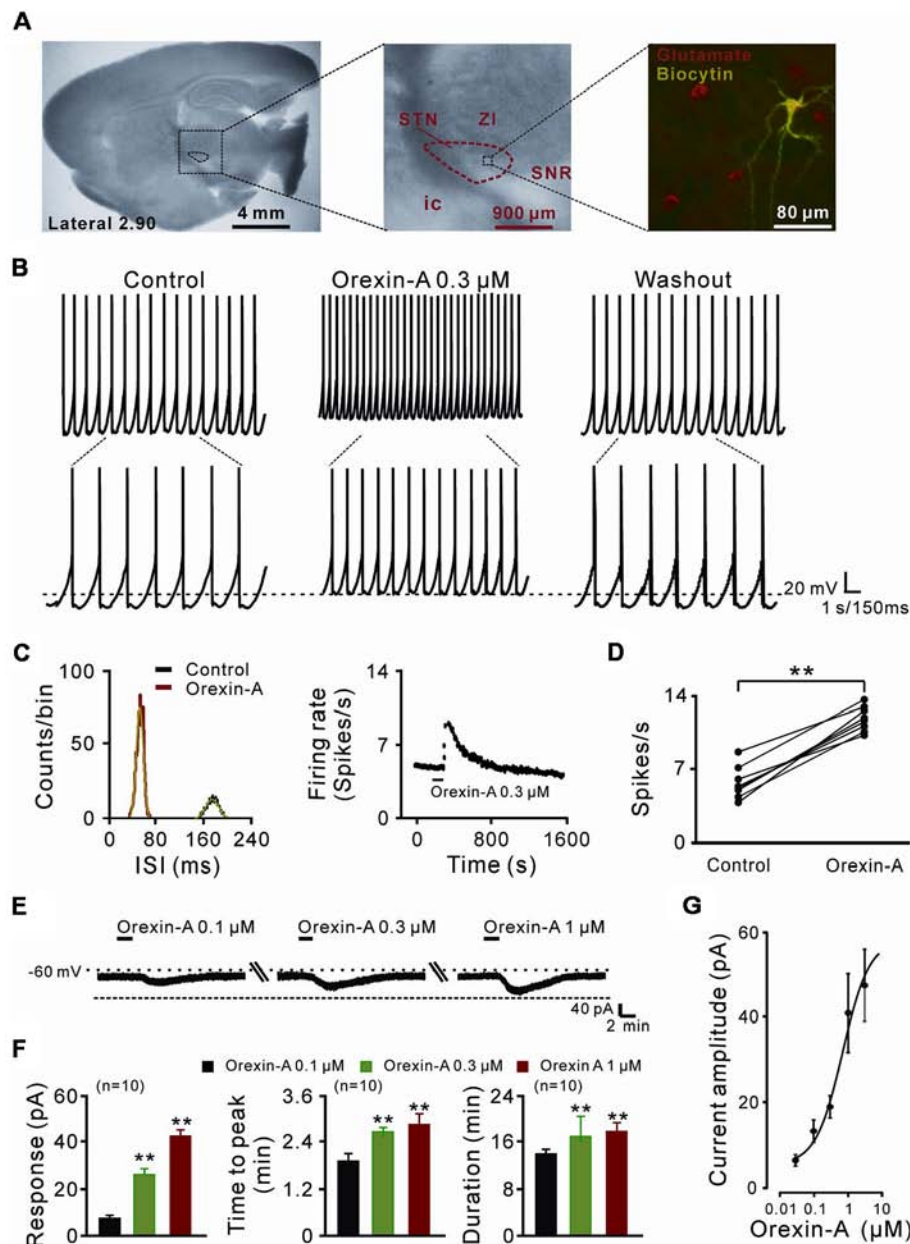 A
Lateral 2.90
4 mm
STN
ZI
SNR
ic
900 μm
Glutamate
Biocytin
80 μm
B
Control
Orexin-A 0.3 μM
Washout
20 mV
1 s/150ms
C
Counts/bin
100
50
0
Control
Orexin-A
0 80 160 240
ISI (ms)
Firing rate
(Spikes/s)
14
7
0
Orexin-A 0.3 μM
0 800 1600
Time (s)
D
Spikes/s
14
7
0
**
Control
Orexin-A
E
Orexin-A 0.1 μM
Orexin-A 0.3 μM
Orexin-A 1 μM
-60 mV
40 pA
2 min
F
Orexin-A 0.1 μM
Orexin-A 0.3 μM
Orexin A 1 μM
Response (pA)
60
40
20
0
(n=10)
**
**
Time to peak
(min)
3.6
2.4
1.2
0
(n=10)
**
**
Duration (min)
24
16
8
0
(n=10)
**
**
G
Current amplitude (pA)
60
40
20
0
0.01 0.1 1 10
Orexin-A (μM)